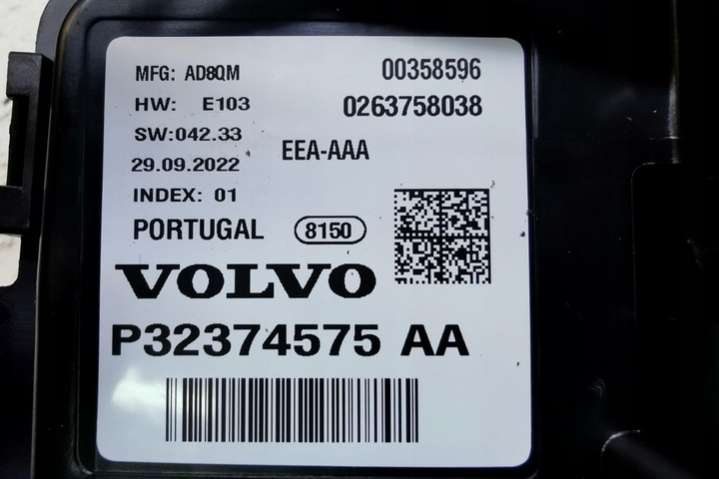 MFG: AD8QM 00358596
HW: E103 0263758038
SW:042.33
29.09.2022 EEA-AAA
INDEX: 01
PORTUGAL 8150
VOLVO
P32374575 AA